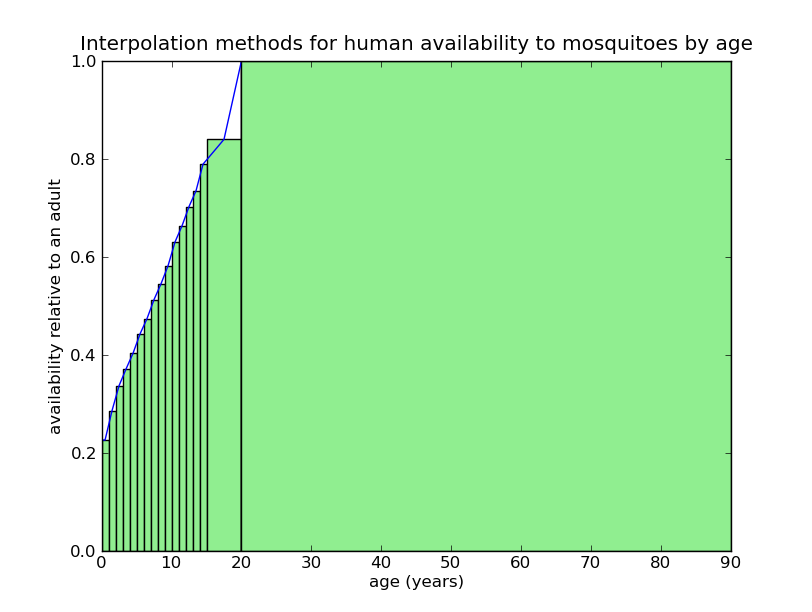 Interpolation methods for human availability to mosquitoes by age
1.0
0.8
0.6
0.4
0.2
0.0
availability relative to an adult
0 10 20 30 40 50 60 70 80 90
age (years)